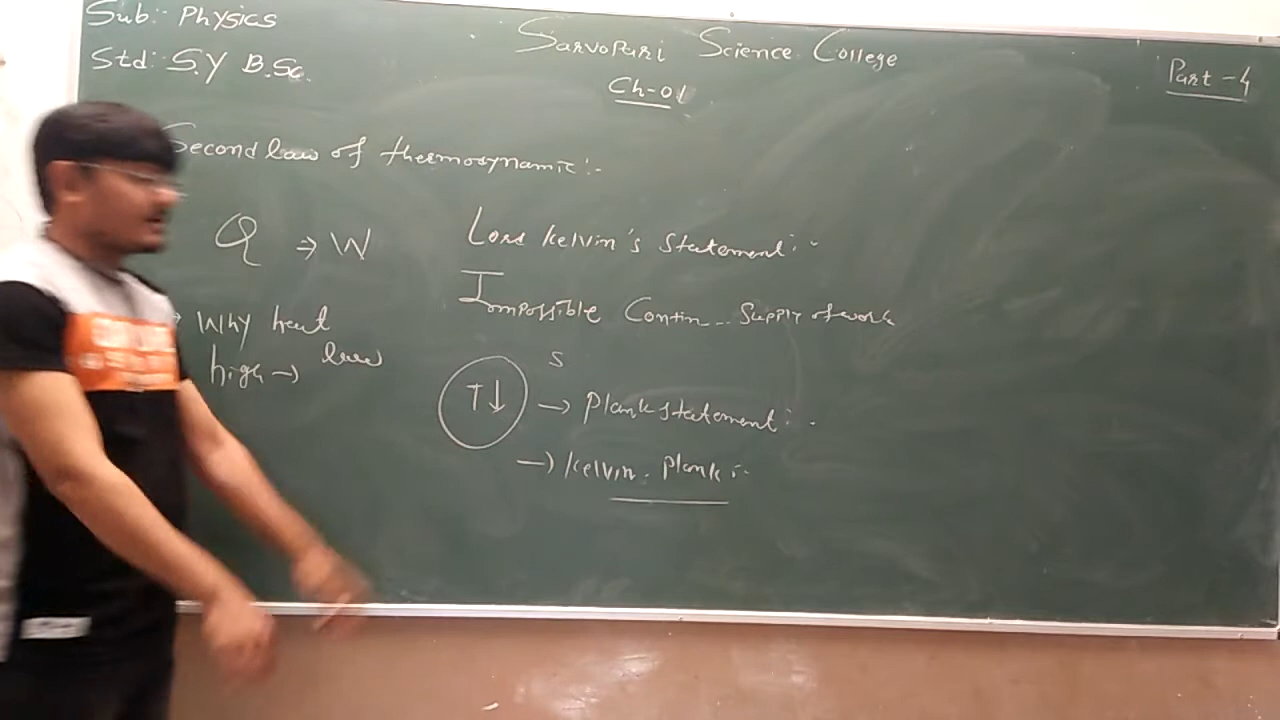 Sub:- Physics
Std:- S.Y B.Sc.
Sarvopari Science College
Ch-01
Part-4
Second law of thermodynamic:-
Q → W
Why heat
high → low
Lord Kelvin's Statement:-
Impossible Contin... Supply of work
S
T↓ → Plank statement:-
→ Kelvin. Plank :-